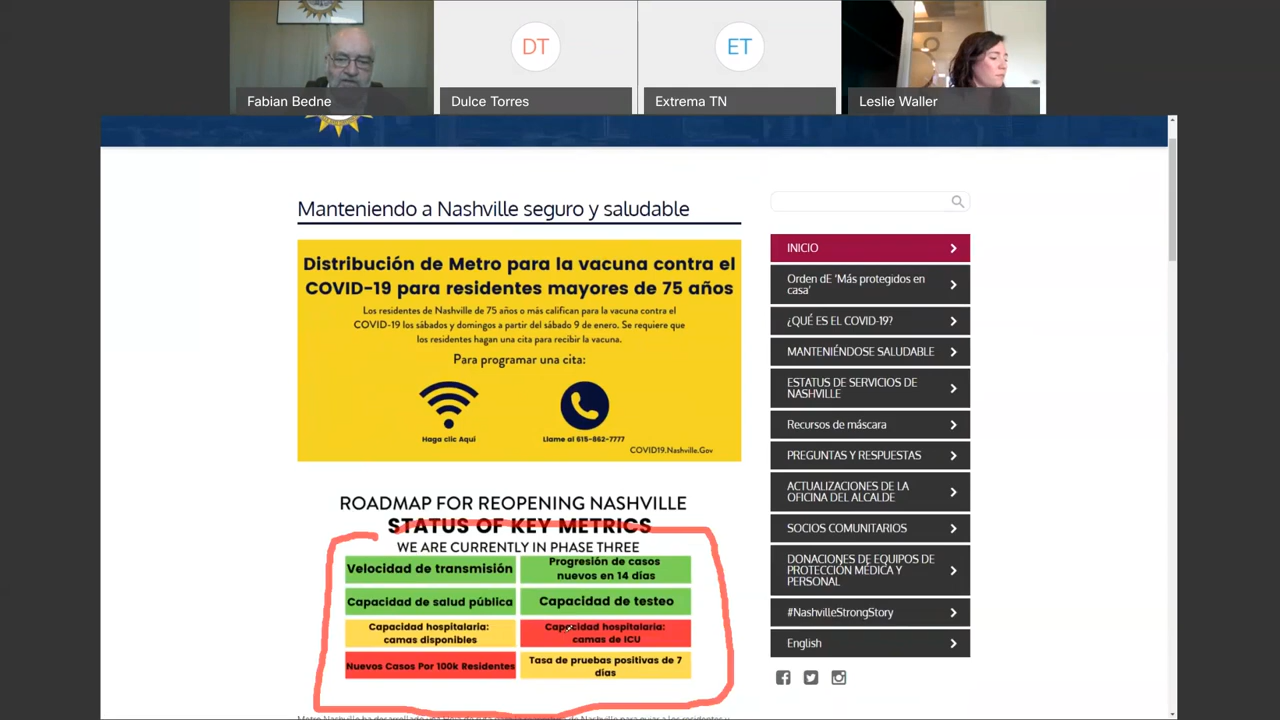 DT
ET
Fabian Bedne
Dulce Torres
Extrema TN
Leslie Waller
Manteniendo a Nashville seguro y saludable
Distribución de Metro para la vacuna contra el
COVID-19 para residentes mayores de 75 años
Los residentes de Nashville de 75 años o más califican para la vacuna contra el
COVID-19 los sábados y domingos a partir del sábado 9 de enero. Se requiere que
los residentes hagan una cita para recibir la vacuna.
Para programar una cita:
Haga clic Aquí
Llame al 615-862-7777
COVID19.Nashville.Gov
ROADMAP FOR REOPENING NASHVILLE
STATUS OF KEY METRICS
WE ARE CURRENTLY IN PHASE THREE
Velocidad de transmisión
Progresión de casos
nuevos en 14 días
Capacidad de salud pública
Capacidad de testeo
Capacidad hospitalaria:
camas disponibles
Capacidad hospitalaria:
camas de ICU
Nuevos Casos Por 100k Residentes
Tasa de pruebas positivas de 7
días
INICIO
Orden dE 'Más protegidos en
casa'
¿QUÉ ES EL COVID-19?
MANTENIÉNDOSE SALUDABLE
ESTATUS DE SERVICIOS DE
NASHVILLE
Recursos de máscara
PREGUNTAS Y RESPUESTAS
ACTUALIZACIONES DE LA
OFICINA DEL ALCALDE
SOCIOS COMUNITARIOS
DONACIONES DE EQUIPOS DE
PROTECCIÓN MÉDICA Y
PERSONAL
#NashvilleStrongStory
English